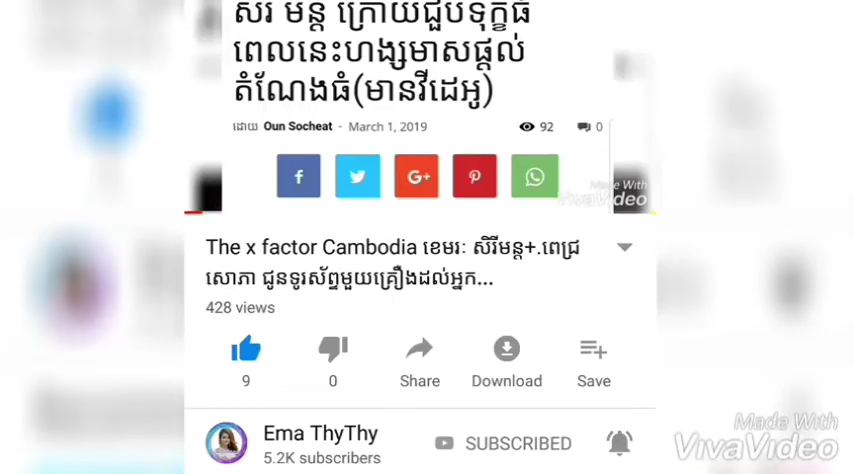 សិរី មន្ត ក្រោយជួបទុក្ខធំ
ពេលនេះហង្សមាសផ្តល់
តំណែងធំ(មានវីដេអូ)
ដោយ Oun Socheat - March 1, 2019 92 0
f G+
Made With
VivaVideo
The x factor Cambodia ខេមរៈ សិរីមន្ត+.ពេជ្រ
សោភា ជូនទូរស័ព្ទមួយគ្រឿងដល់អ្នក...
428 views
9 0 Share Download Save
Ema ThyThy
SUBSCRIBED
5.2K subscribers
Made With
VivaVideo